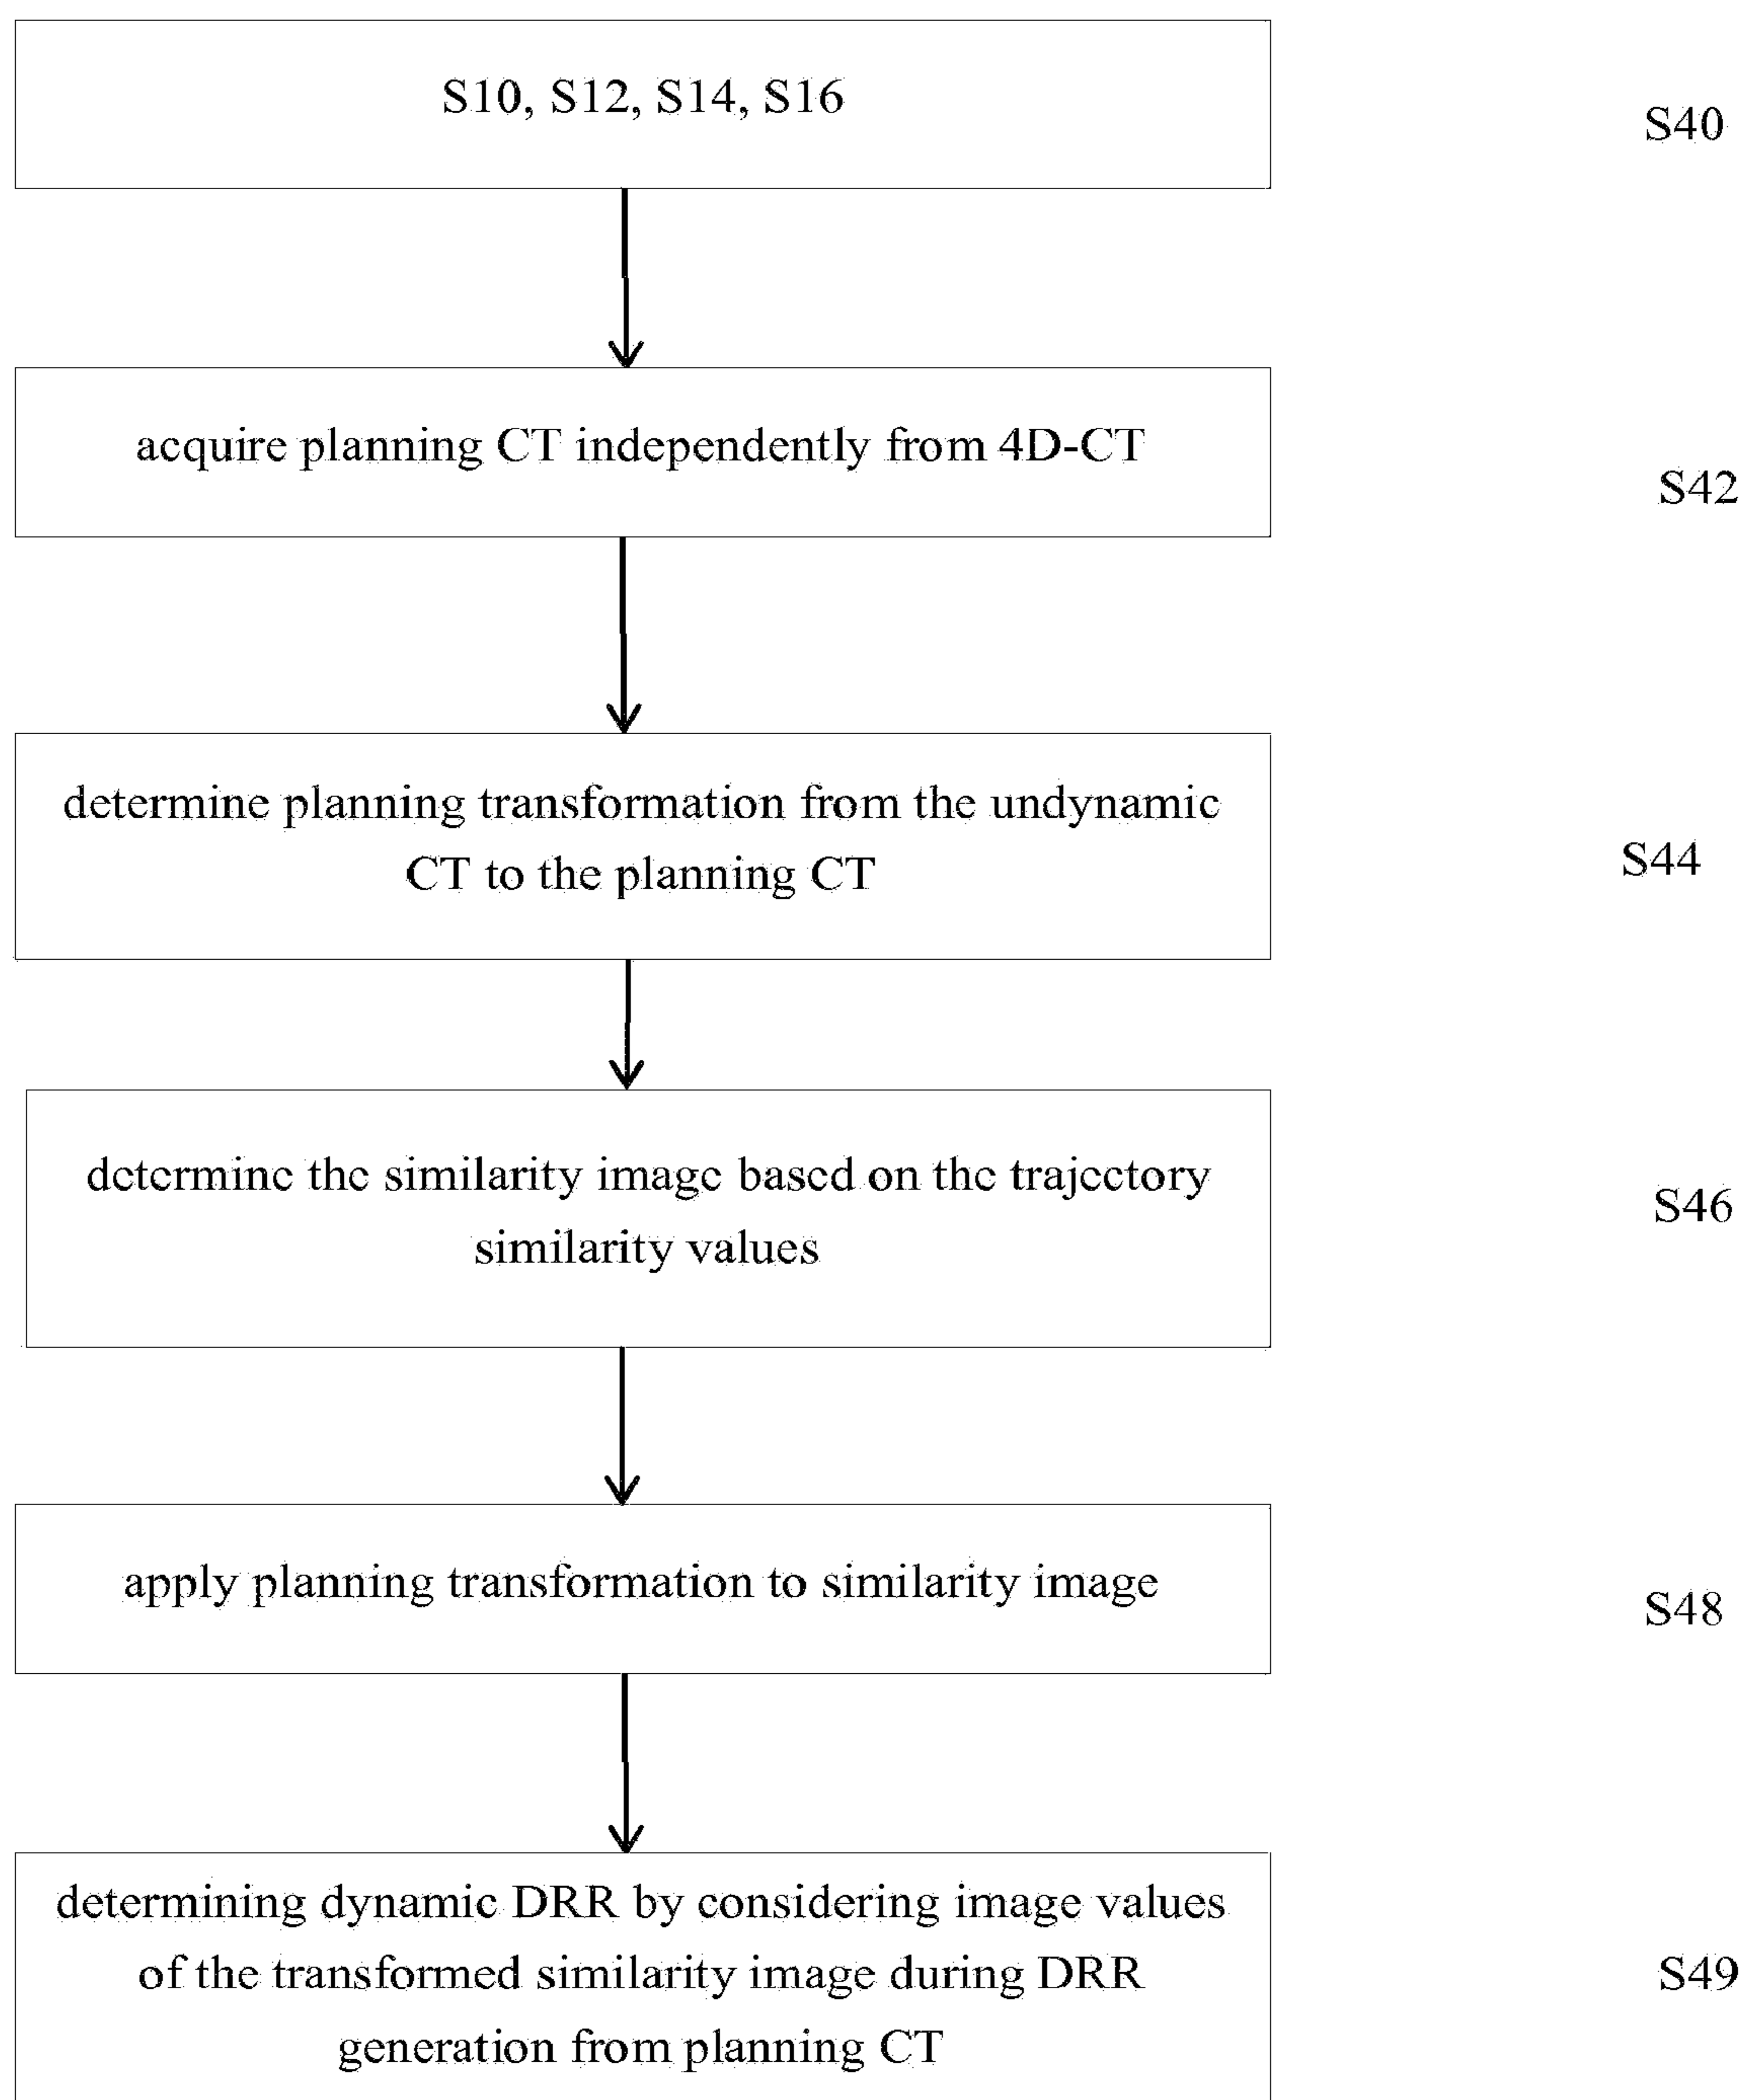 S10, S12, S14, S16
S40
acquire planning CT independently from 4D-CT
S42
determine planning transformation from the undynamic
CT to the planning CT
S44
determine the similarity image based on the trajectory
similarity values
S46
apply planning transformation to similarity image
S48
determining dynamic DRR by considering image values
of the transformed similarity image during DRR
generation from planning CT
S49